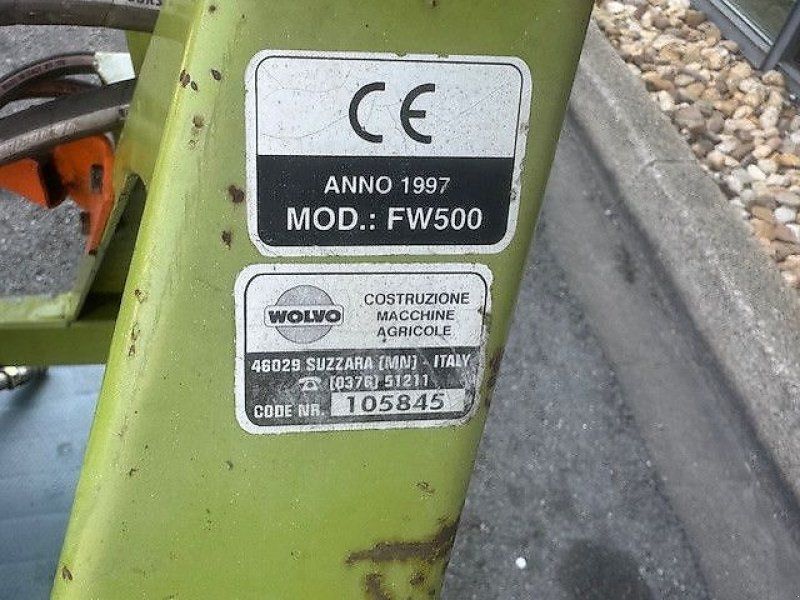 CE
ANNO 1997
MOD.: FW500
WOLVO
COSTRUZIONE
MACCHINE
AGRICOLE
46029 SUZZARA (MN) - ITALY
☎ (0376) 51211
CODE NR. 105845